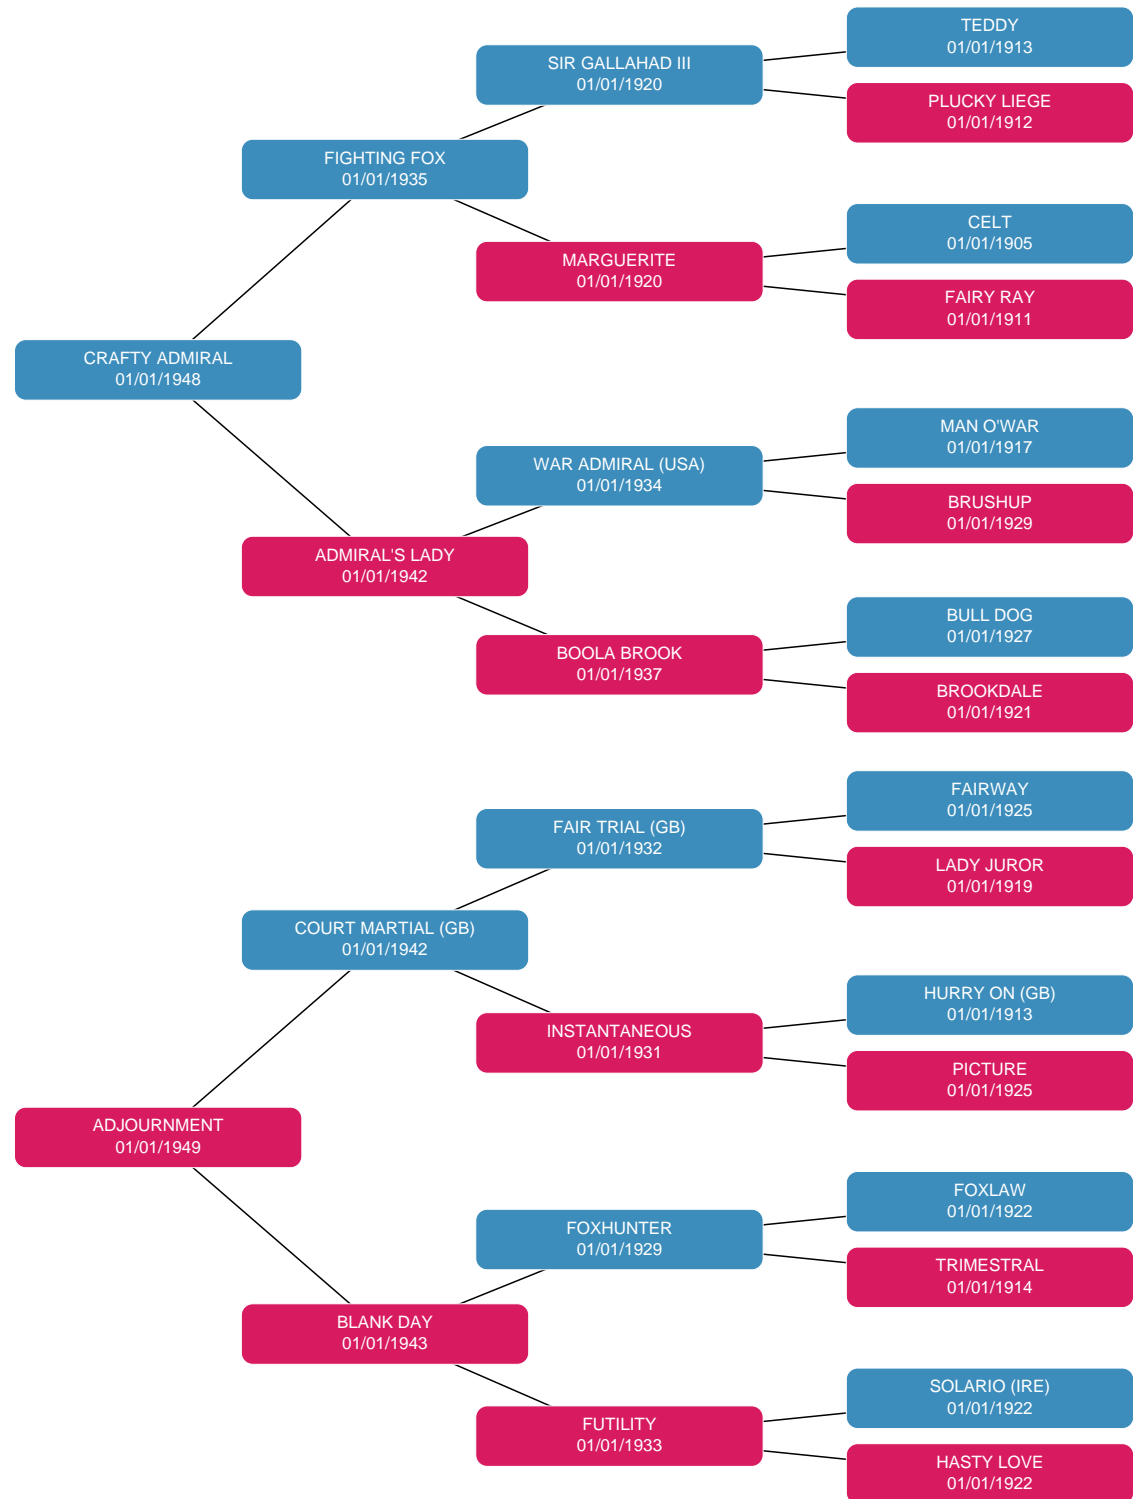 TEDDY
01/01/1913
SIR GALLAHAD III
01/01/1920
PLUCKY LIEGE
01/01/1912
FIGHTING FOX
01/01/1935
CELT
01/01/1905
MARGUERITE
01/01/1920
FAIRY RAY
01/01/1911
CRAFTY ADMIRAL
01/01/1948
MAN O'WAR
01/01/1917
WAR ADMIRAL (USA)
01/01/1934
BRUSHUP
01/01/1929
ADMIRAL'S LADY
01/01/1942
BULL DOG
01/01/1927
BOOLA BROOK
01/01/1937
BROOKDALE
01/01/1921
FAIRWAY
01/01/1925
FAIR TRIAL (GB)
01/01/1932
LADY JUROR
01/01/1919
COURT MARTIAL (GB)
01/01/1942
HURRY ON (GB)
01/01/1913
INSTANTANEOUS
01/01/1931
PICTURE
01/01/1925
ADJOURNMENT
01/01/1949
FOXLAW
01/01/1922
FOXHUNTER
01/01/1929
TRIMESTRAL
01/01/1914
BLANK DAY
01/01/1943
SOLARIO (IRE)
01/01/1922
FUTILITY
01/01/1933
HASTY LOVE
01/01/1922